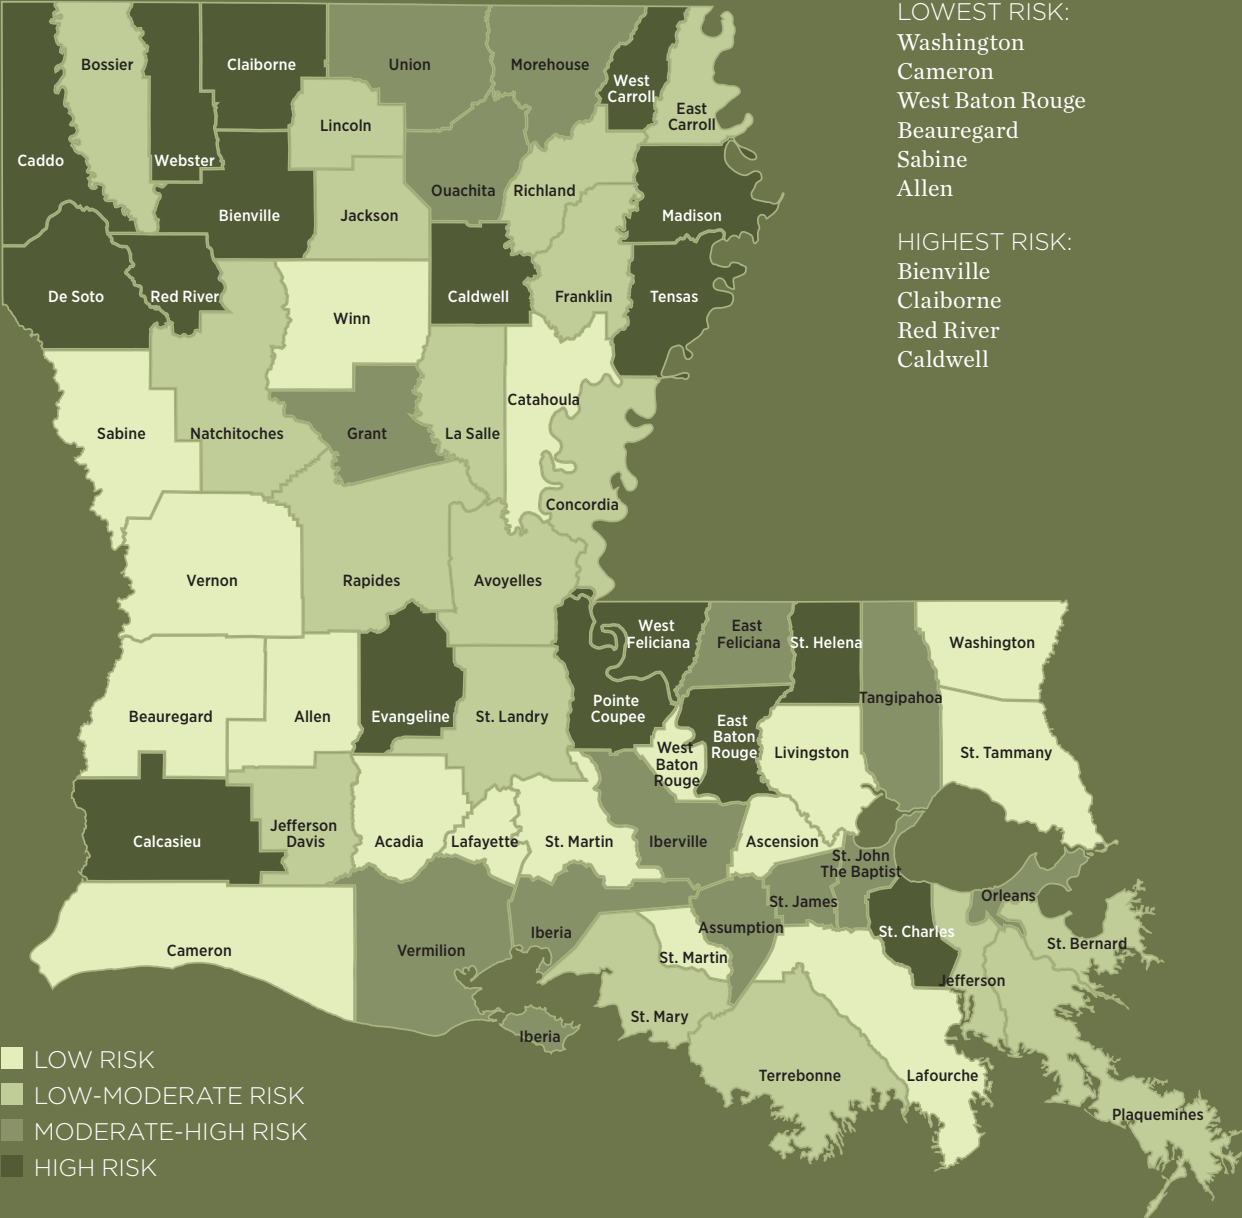 LOWEST RISK:
Washington
Cameron
West Baton Rouge
Beauregard
Sabine
Allen
HIGHEST RISK:
Bienville
Claiborne
Red River
Caldwell
Bossier
Claiborne
Union
Morehouse
West
Carroll
East
Carroll
Lincoln
Caddo
Webster
Ouachita
Richland
Bienville
Jackson
Madison
De Soto
Red River
Winn
Caldwell
Franklin
Tensas
Catahoula
Sabine
Natchitoches
Grant
La Salle
Concordia
Vernon
Rapides
Avoyelles
West
Feliciana
East
Feliciana
St. Helena
Washington
Tangipahoa
Beauregard
Allen
Evangeline
St. Landry
Pointe
Coupee
East
Baton
Rouge
West
Baton
Rouge
Livingston
St. Tammany
Calcasieu
Jefferson
Davis
Acadia
Lafayette
St. Martin
Iberville
Ascension
St. John
The Baptist
St. James
Orleans
Cameron
Vermilion
Iberia
Assumption
St. Martin
St. Charles
St. Bernard
Jefferson
St. Mary
Iberia
Terrebonne
Lafourche
Plaquemines
LOW RISK
LOW-MODERATE RISK
MODERATE-HIGH RISK
HIGH RISK